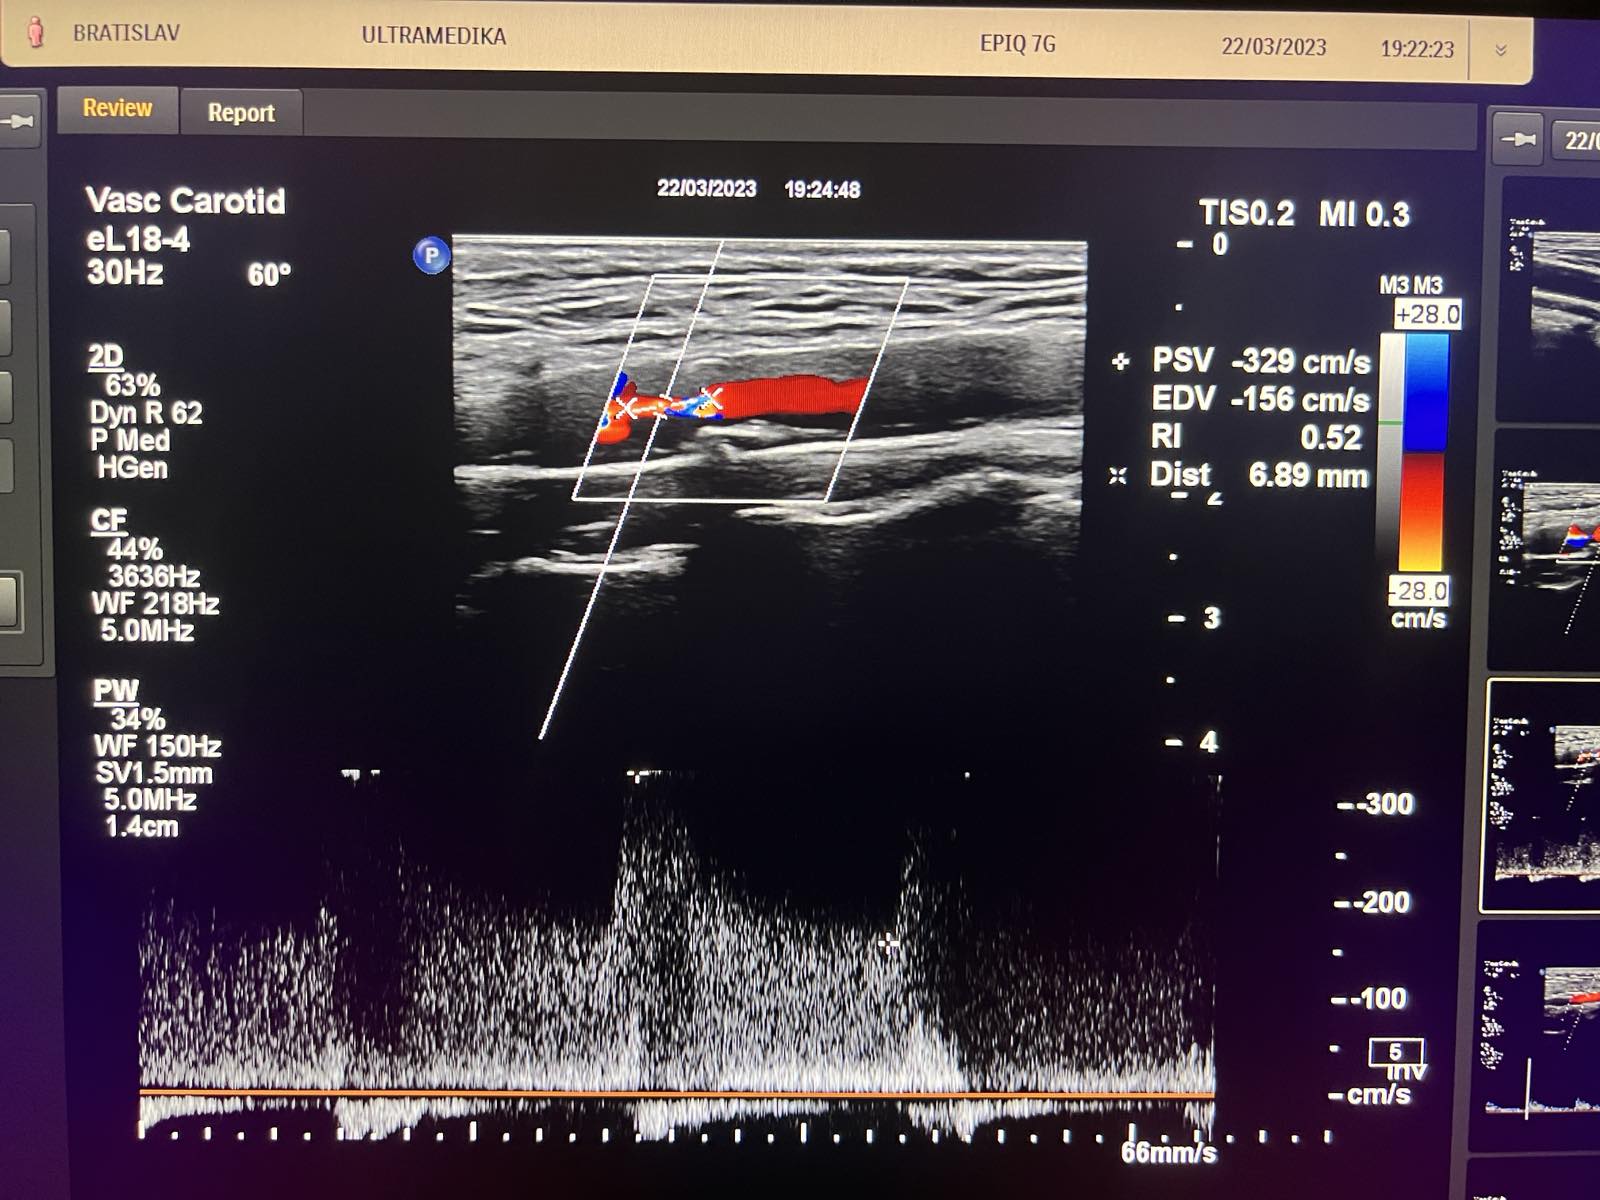 BRATISLAV ULTRAMEDIKA EPIQ 7G 22/03/2023 19:22:23
Review Report
22/0
Vasc Carotid
eL18-4
30Hz 60°
22/03/2023 19:24:48
TIS0.2 MI 0.3
P
2D
63%
Dyn R 62
P Med
HGen
CF
44%
3636Hz
WF 218Hz
5.0MHz
PW
34%
WF 150Hz
SV1.5mm
5.0MHz
1.4cm
0
M3 M3
+28.0
PSV -329 cm/s
EDV -156 cm/s
RI 0.52
Dist 6.89 mm
2
-28.0
cm/s
3
4
-300
-200
-100
5
Inv
cm/s
66mm/s